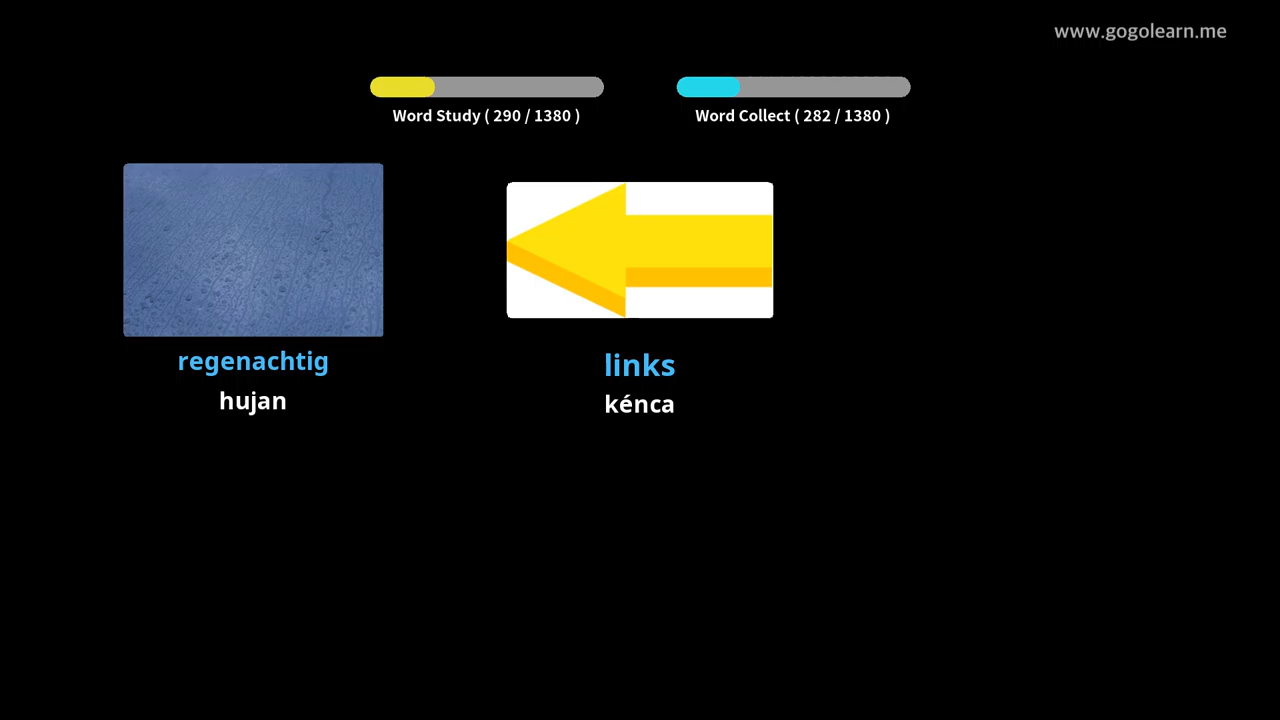 www.gogolearn.me
Word Study ( 290 / 1380 )
Word Collect ( 282 / 1380 )
regenachtig
hujan
links
kénca